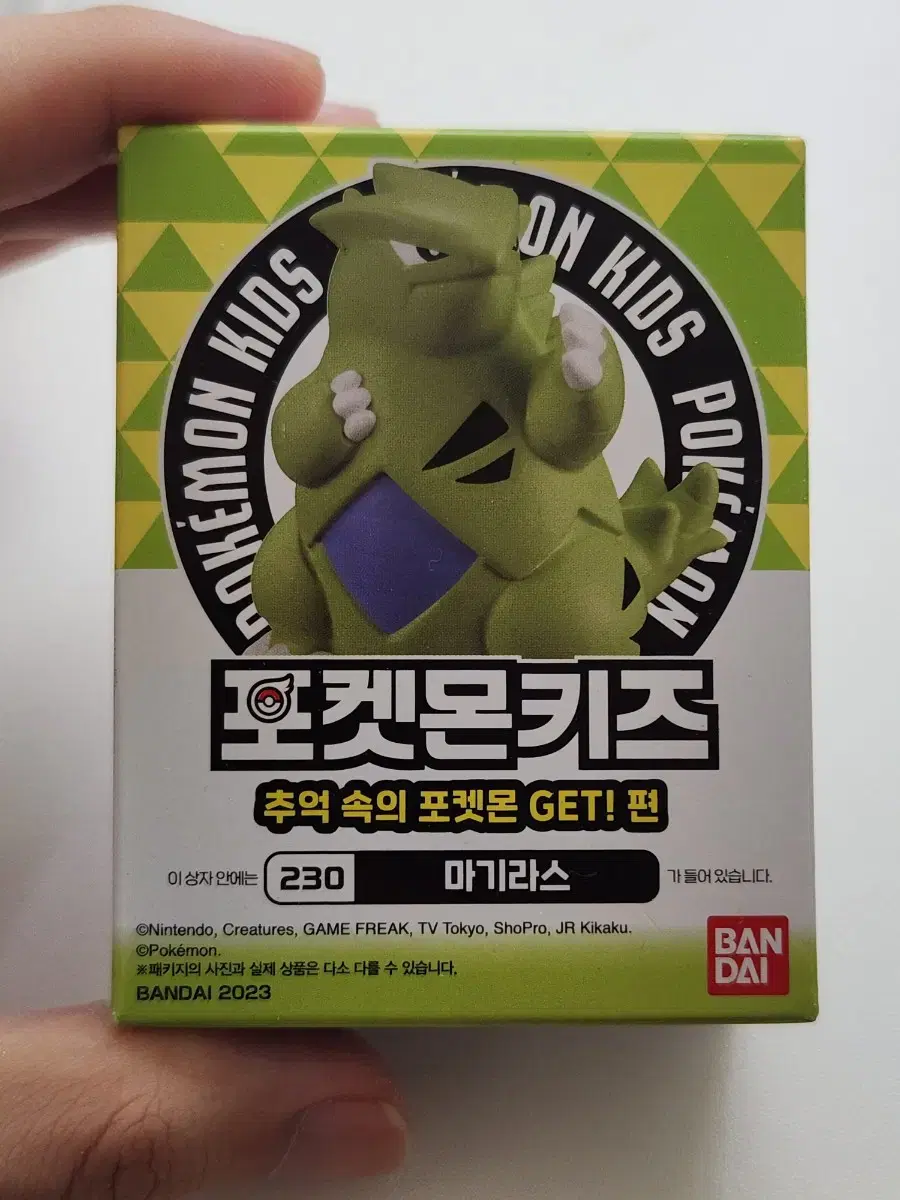 POKÉMON KIDS
ON KIDS
POKÉMON
포켓몬키즈
추억 속의 포켓몬 GET! 편
이 상자 안에는 230 마기라스 가 들어 있습니다.
©Nintendo, Creatures, GAME FREAK, TV Tokyo, ShoPro, JR Kikaku.
©Pokémon.
※패키지의 사진과 실제 상품은 다소 다를 수 있습니다.
BANDAI 2023
BAN
DAI